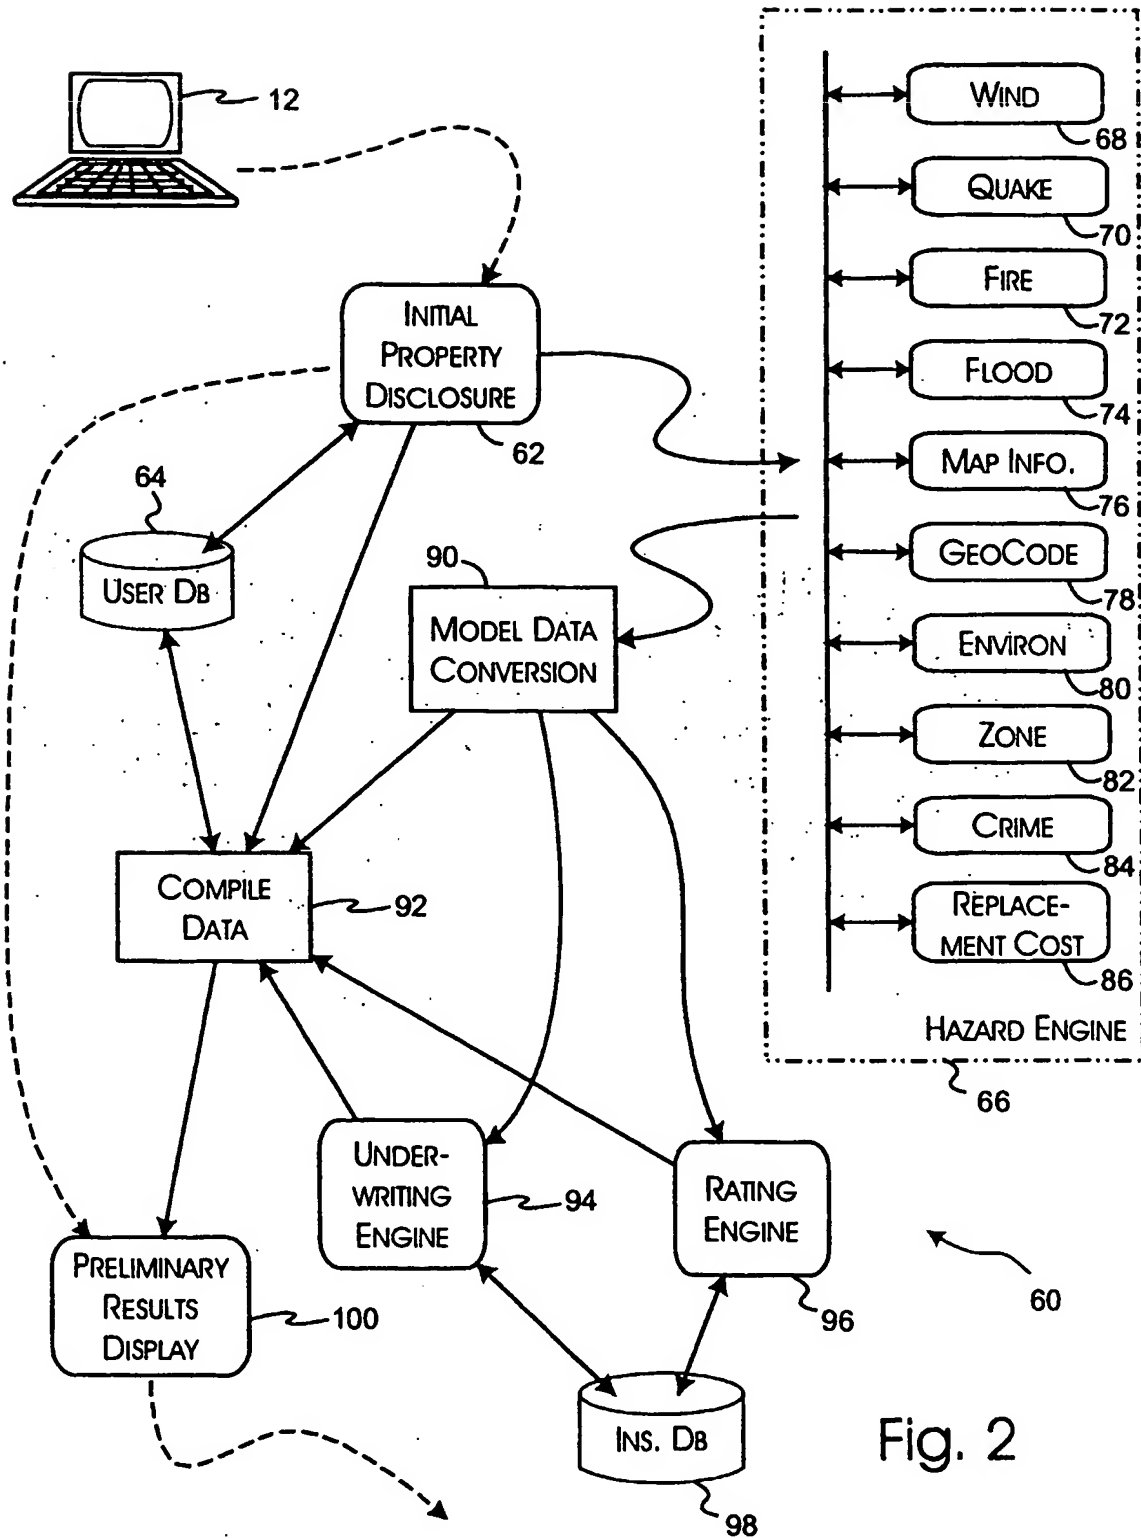 12
WIND
68
QUAKE
70
FIRE
72
FLOOD
74
MAP INFO.
76
GEOCODE
78
ENVIRON
80
ZONE
82
CRIME
84
REPLACE-
MENT COST
86
HAZARD ENGINE
66
INITIAL
PROPERTY
DISCLOSURE
62
64
USER DB
90
MODEL DATA
CONVERSION
COMPILE
DATA
92
UNDER-
WRITING
ENGINE
94
RATING
ENGINE
96
60
PRELIMINARY
RESULTS
DISPLAY
100
INS. DB
98
Fig. 2